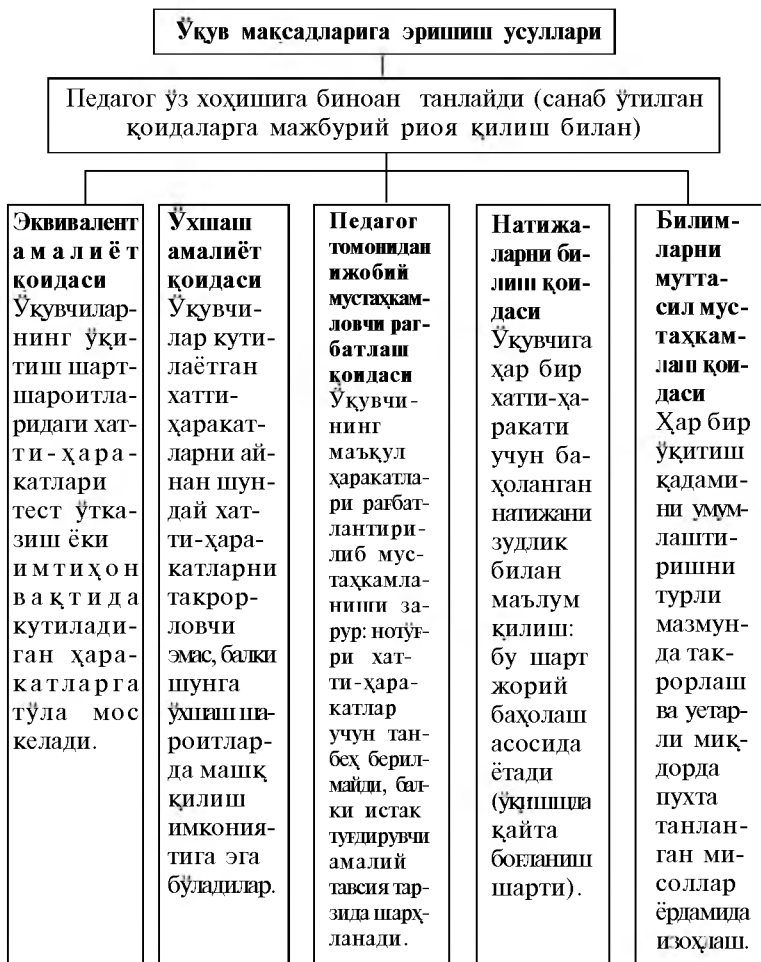 Ўқув мақсадларига эришиш усуллари
Педагог ўз хоҳишига биноан танлайди (санаб ўтилган
қоидаларга мажбурий риоя қилиш билан)
Эквивалент
амалиёт
қоидаси
Ўқувчилар-
нинг ўқи-
тиш шарт-
шароитла-
ридаги хат-
ти-ҳара-
катлари
тест ўтка-
зиш ёки
имтиҳон
вақтида
кутилади-
ган ҳара-
катларга
тўла мос
келади.
Ўхшаш
амалиёт
қоидаси
Ўқувчи-
лар кути-
лаётган
хатти-
ҳаракат-
ларни ай-
нан шун-
дай хат-
ти-ҳара-
катларни
такрор-
ловчи
эмас, балки
шунга
ўхшаш ша-
роитлар-
да машқ
қилиш
имкония-
тига эга
бўладилар.
Педагог
томонидан
ижобий
мустаҳкам-
ловчи рағ-
батлаш
қоидаси
Ўқувчи-
нинг
маъқул
ҳаракатла-
ри рағбат-
лантири-
либ мус-
таҳкамла-
ниши за-
рур: нотўғ-
ри хат-
ти-ҳара-
катлар
учун тан-
беҳ берил-
майди, бал-
ки истак
туғдирувчи
амалий
тавсия тар-
зида шарҳ-
ланади.
Натижа-
ларни би-
лиш қои-
даси
Ўқувчига
ҳар бир
хатти-ҳа-
ракати
учун ба-
ҳоланган
натижани
зудлик
билан
маълум
қилиш:
бу шарт
жорий
баҳолаш
асосида
ётади
(ўқишда
қайта
боғланиш
шарти).
Билим-
ларни
мутта-
сил мус-
таҳкам-
лаш қои-
даси
Ҳар бир
ўқитиш
қадами-
ни умум-
лашти-
ришни
турли
мазмун-
да так-
рорлаш
ва уетар-
ли миқ-
дорда
пухта
танлан-
ган ми-
соллар
ёрдамида
изоҳлаш.